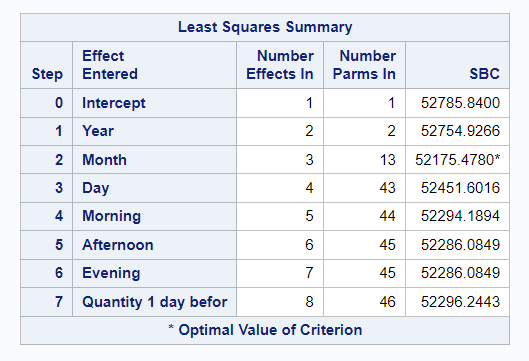 Least Squares Summary
Step Effect Entered Number Effects In Number Parms In SBC
0 Intercept 1 1 52785.8400
1 Year 2 2 52754.9266
2 Month 3 13 52175.4780*
3 Day 4 43 52451.6016
4 Morning 5 44 52294.1894
5 Afternoon 6 45 52286.0849
6 Evening 7 45 52286.0849
7 Quantity 1 day befor 8 46 52296.2443
* Optimal Value of Criterion